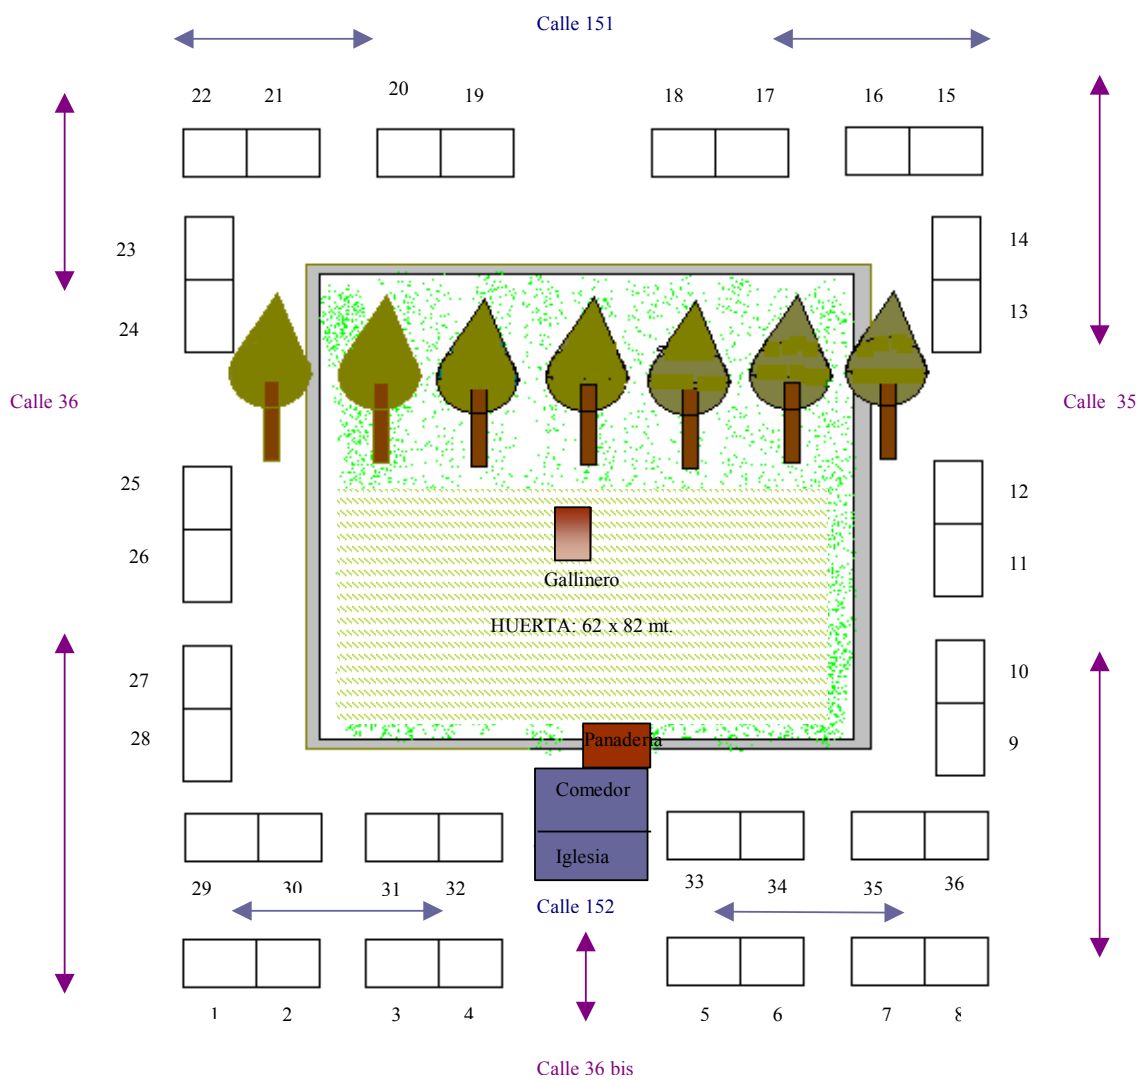 Calle 151
22 21 20 19 18 17 16 15
23 14
24 13
Calle 36 Calle 35
25 12
26 11
Gallinero
HUERTA: 62 x 82 mt.
27 10
28 9
Panadería
Comedor
Iglesia
29 30 31 32 33 34 35 36
Calle 152
1 2 3 4 5 6 7 8
Calle 36 bis